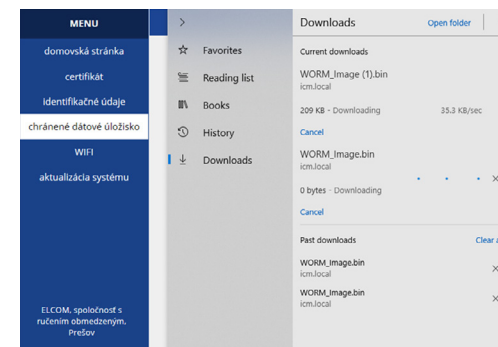 MENU
domovská stránka
certifikát
identifikačné údaje
chránené dátové úložisko
WIFI
aktualizácia systému
ELCOM, spoločnosť s
ručením obmedzeným,
Prešov
Favorites
Reading list
Books
History
Downloads
Downloads
Open folder
Current downloads
WORM_Image (1).bin
icm.local
209 KB - Downloading
35.3 KB/sec
Cancel
WORM_Image.bin
icm.local
0 bytes - Downloading
Cancel
Past downloads
Clear a
WORM_Image.bin
icm.local
WORM_Image.bin
icm.local